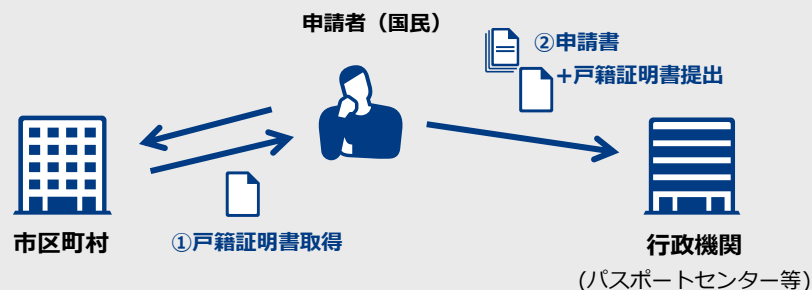 申請者（国民）
②申請書
+戸籍証明書提出
市区町村
①戸籍証明書取得
行政機関
(パスポートセンター等)